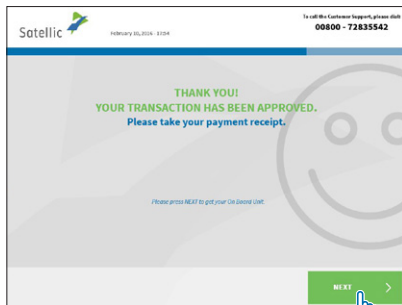 Satellic
February 10, 2016 - 17:54
To call the Customer Support, please dial:
00800 - 72835542
THANK YOU!
YOUR TRANSACTION HAS BEEN APPROVED.
Please take your payment receipt.
Please press NEXT to get your On Board Unit.
NEXT